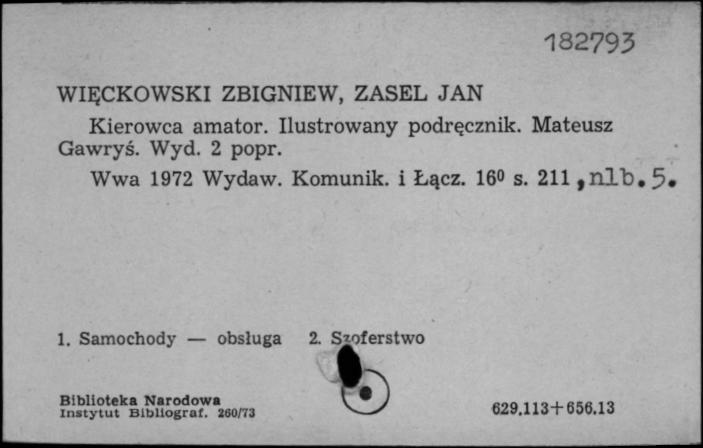 182793
WIĘCKOWSKI ZBIGNIEW, ZASEL JAN
Kierowca amator. Ilustrowany podręcznik. Mateusz
Gawryś. Wyd. 2 popr.
Wwa 1972 Wydaw. Komunik. i Łącz. 16⁰ s. 211, nlb. 5.
1. Samochody — obsługa 2. Szoferstwo
Biblioteka Narodowa
Instytut Bibliograf. 260/73
629.113+656.13